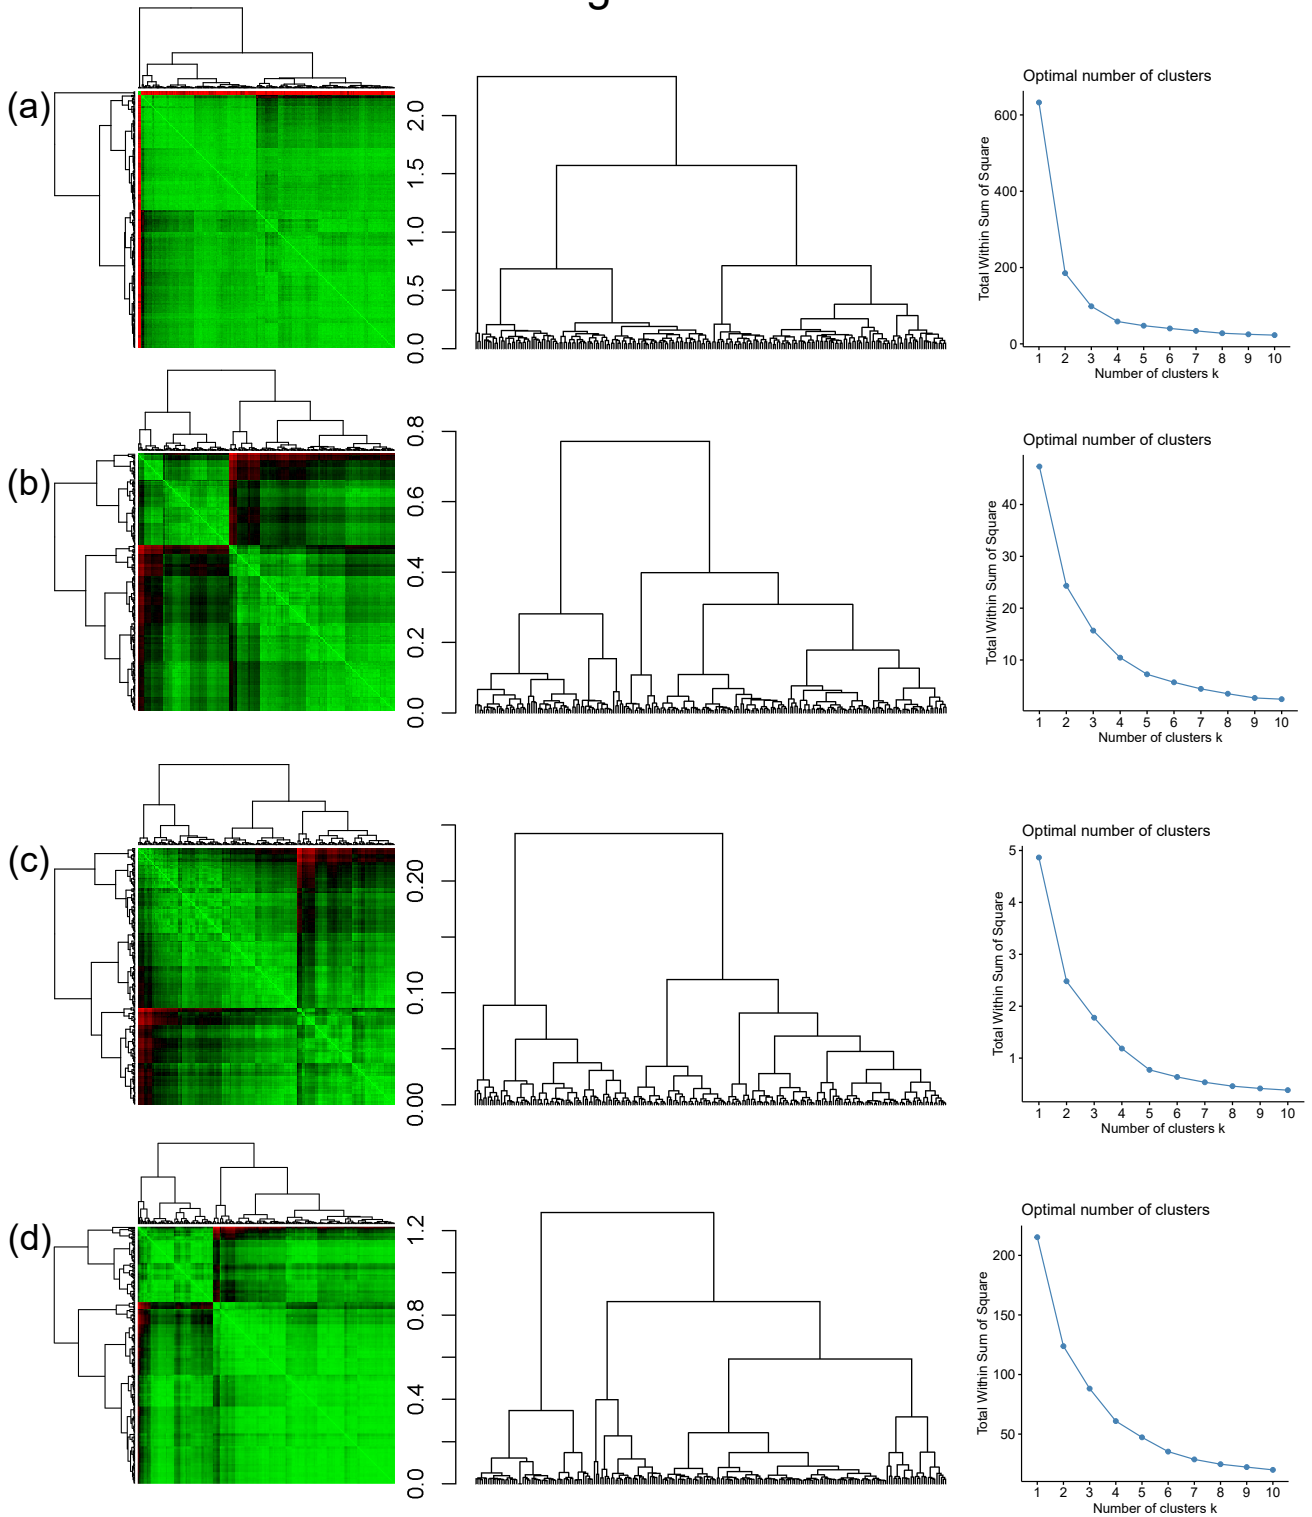 g
(a)
2.0
1.5
1.0
0.5
0.0
Optimal number of clusters
Total Within Sum of Square
600
400
200
0
1 2 3 4 5 6 7 8 9 10
Number of clusters k
(b)
0.8
0.6
0.4
0.2
0.0
Optimal number of clusters
Total Within Sum of Square
40
30
20
10
1 2 3 4 5 6 7 8 9 10
Number of clusters k
(c)
0.20
0.10
0.00
Optimal number of clusters
Total Within Sum of Square
5
4
3
2
1
1 2 3 4 5 6 7 8 9 10
Number of clusters k
(d)
1.2
0.8
0.4
0.0
Optimal number of clusters
Total Within Sum of Square
200
150
100
50
1 2 3 4 5 6 7 8 9 10
Number of clusters k